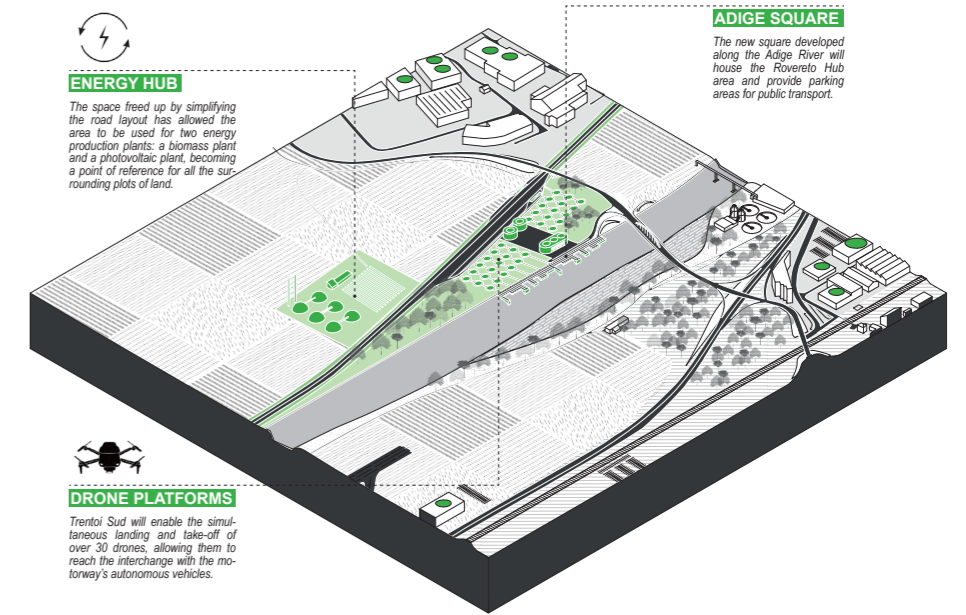 ENERGY HUB
The space freed up by simplifying
the road layout has allowed the
area to be used for two energy
production plants: a biomass plant
and a photovoltaic plant, becoming
a point of reference for all the sur-
rounding plots of land.
ADIGE SQUARE
The new square developed
along the Adige River will
house the Rovereto Hub
area and provide parking
areas for public transport.
DRONE PLATFORMS
Trentoi Sud will enable the simul-
taneous landing and take-off of
over 30 drones, allowing them to
reach the interchange with the mo-
torway's autonomous vehicles.